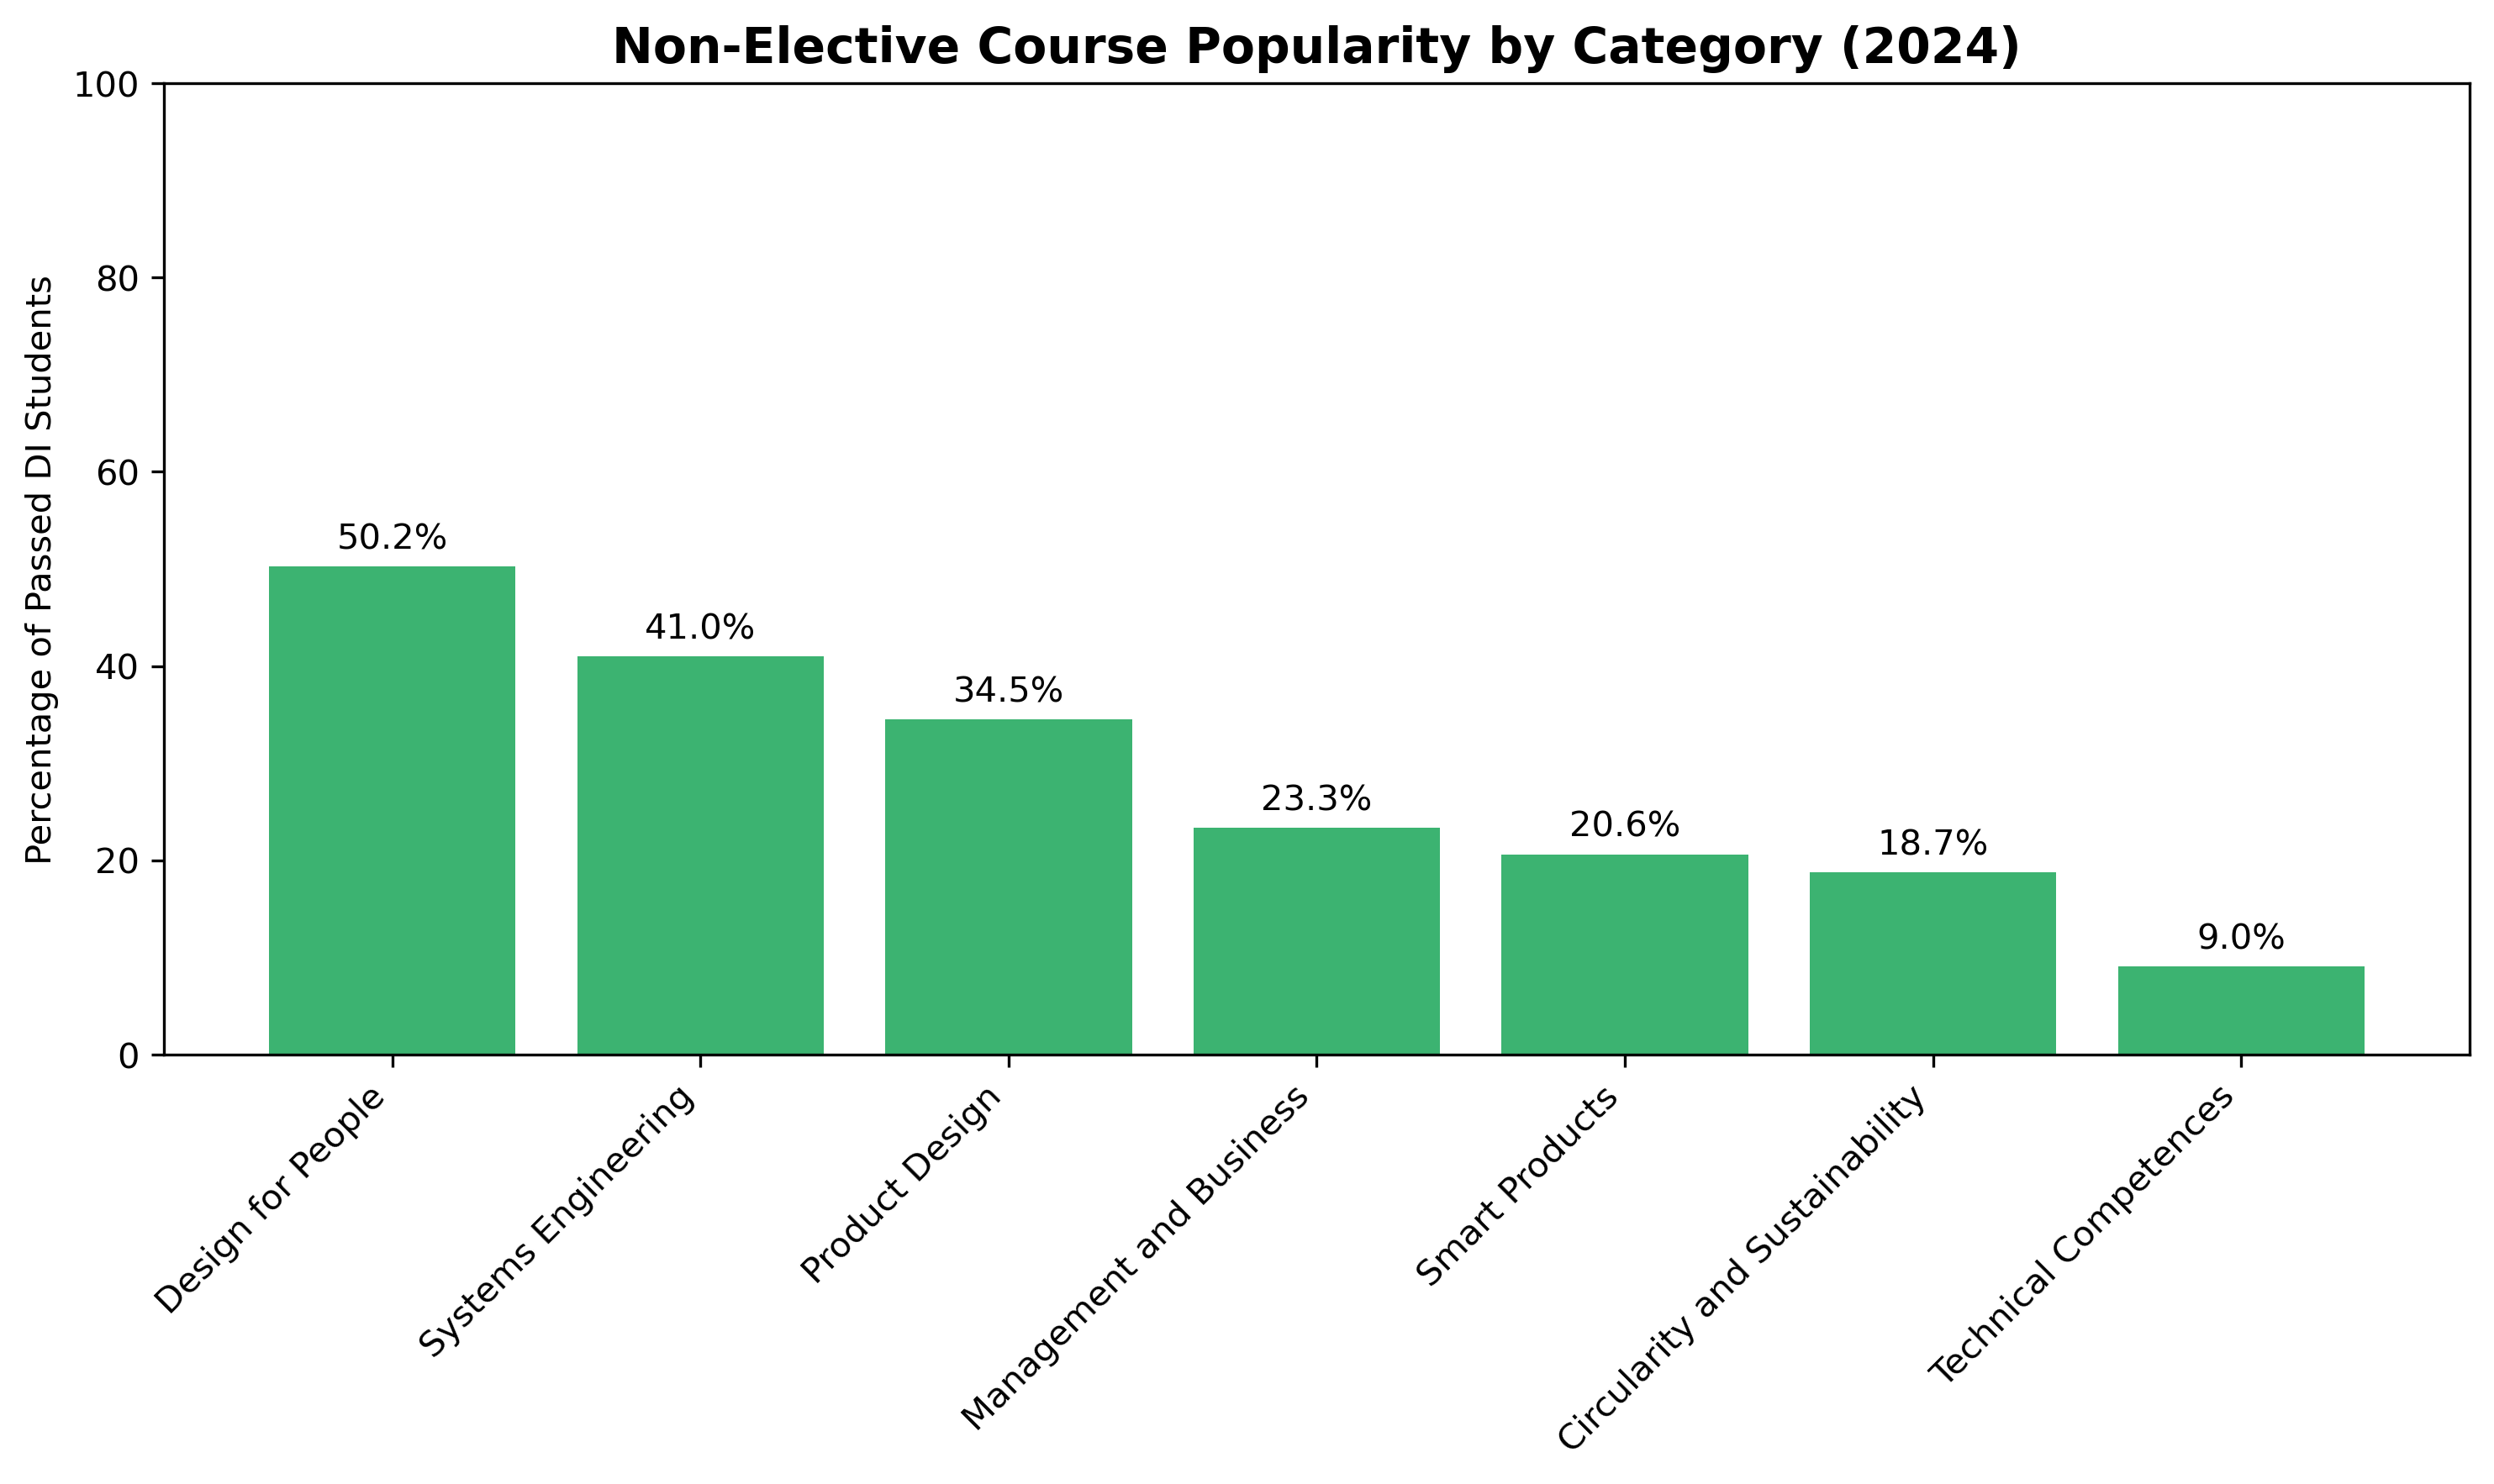 Non-Elective Course Popularity by Category (2024)
Percentage of Passed DI Students
100
80
60
40
20
0
50.2%
41.0%
34.5%
23.3%
20.6%
18.7%
9.0%
Design for People
Systems Engineering
Product Design
Management and Business
Smart Products
Circularity and Sustainability
Technical Competences